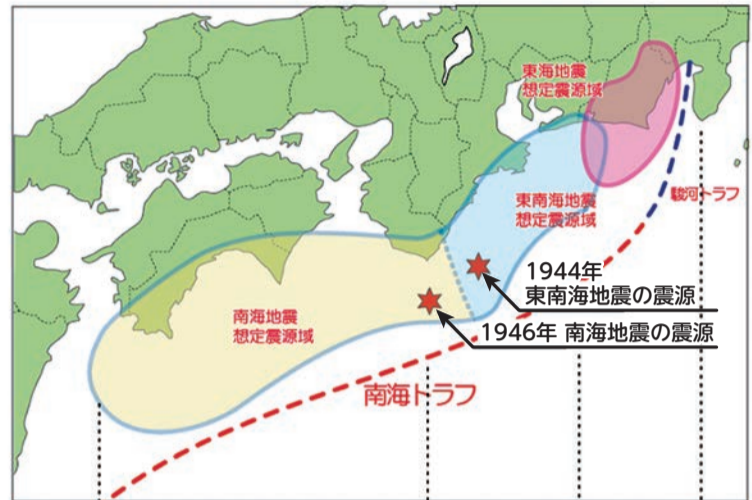 東海地震
想定震源域
東南海地震
想定震源域
駿河トラフ
1944年
東南海地震の震源
南海地震
想定震源域
1946年 南海地震の震源
南海トラフ